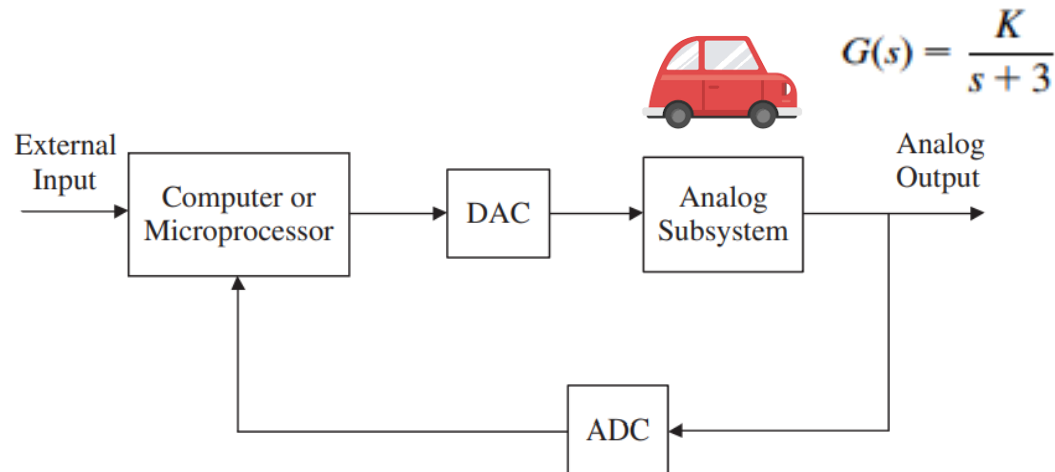 G(s) = K / (s + 3)
External
Input
Computer or
Microprocessor
DAC
Analog
Subsystem
Analog
Output
ADC